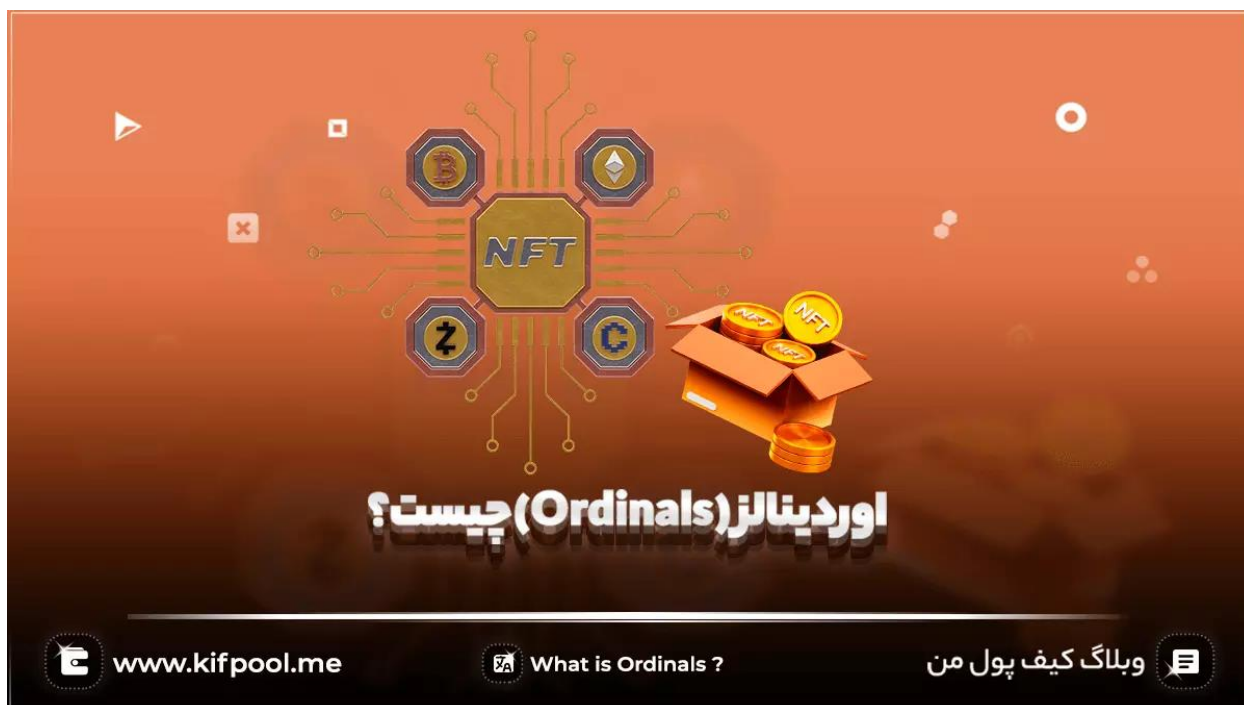 NFT
NFT
NFT
NFT
اوردینالز(Ordinals)چیست؟
www.kifpool.me
What is Ordinals ?
وبلاگ کیف پول من